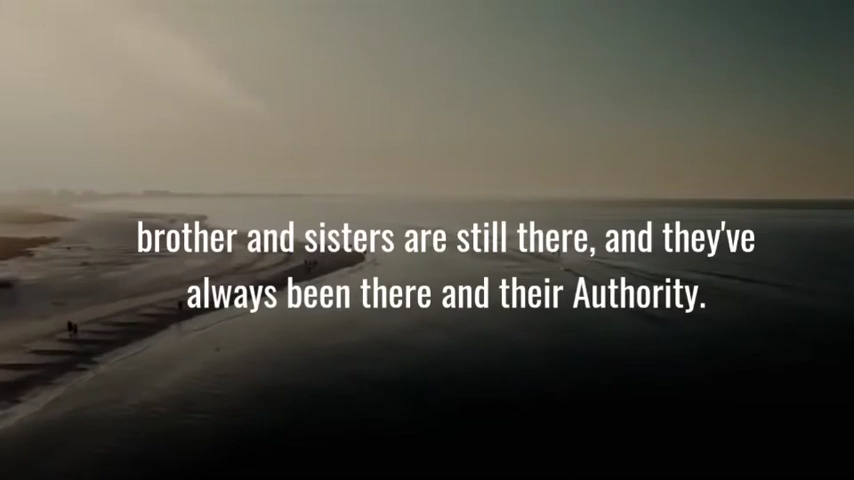 brother and sisters are still there, and they've
always been there and their Authority.